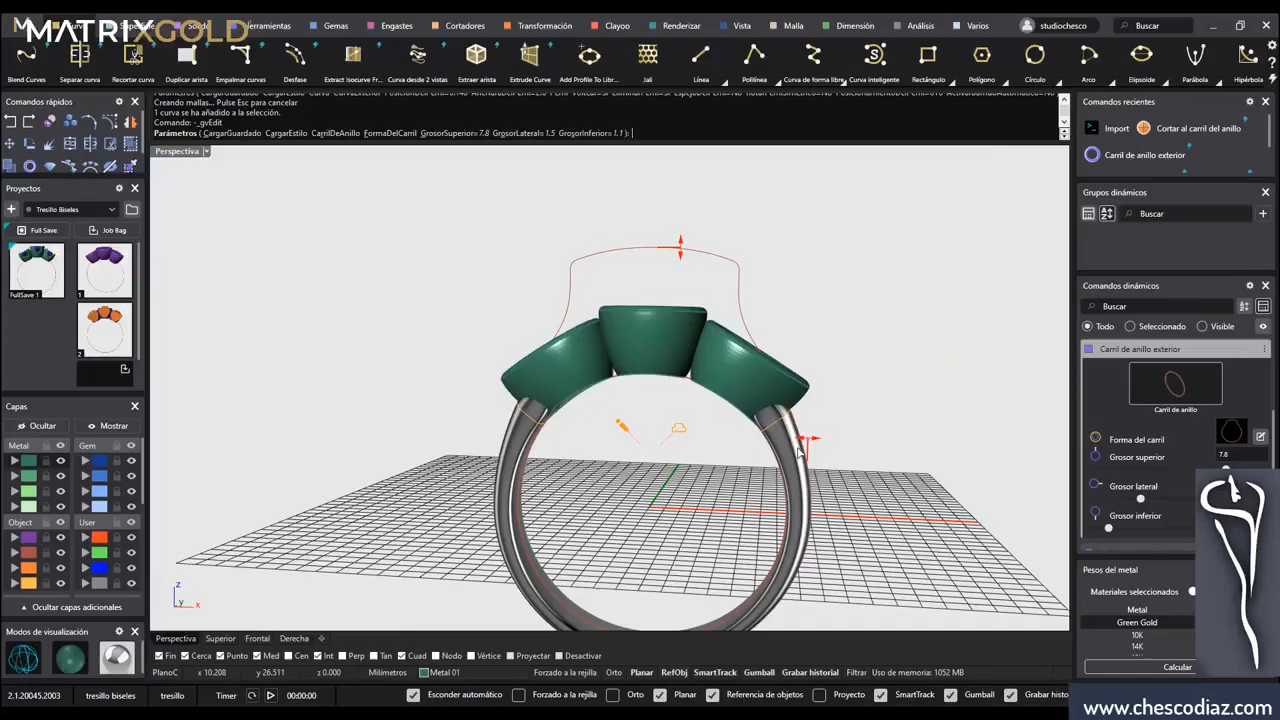 MATRIXGOLD
Herramientas
Gemas
Engastes
Cortadores
Transformación
Clayoo
Renderizar
Vista
Malla
Dimensión
Análisis
Varios
studiochesco
Buscar
Blend Curves
Separar curva
Recortar curva
Duplicar arista
Empalmar curvas
Desfase
Extract Isocurve Fr...
Curva desde 2 vistas
Extraer arista
Extrude Curve
Add Profile To Lib...
Jali
Línea
Polilínea
Curva de forma libre
Curva inteligente
Rectángulo
Polígono
Círculo
Arco
Elipsoide
Parábola
Hipérbola
Comandos rápidos
Creando mallas... Pulse Esc para cancelar
1 curva se ha añadido a la selección.
Comando: -_gvEdit
Parámetros ( CargarGuardado CargarEstilo CarrilDeAnillo FormaDelCarril GrosorSuperior=7.8 GrosorLateral=1.5 GrosorInferior=1.1 ):
Perspectiva
Proyectos
Tresillo Biseles
Full Save
Job Bag
FullSave 1
1
2
Capas
Ocultar
Mostrar
Metal
Gem
Object
User
Ocultar capas adicionales
Modos de visualización
z
y
x
Comandos recientes
Import
Cortar al carril del anillo
Carril de anillo exterior
Grupos dinámicos
Buscar
Comandos dinámicos
Buscar
Todo
Seleccionado
Visible
Carril de anillo exterior
Carril de anillo
Forma del carril
Grosor superior
7.8
Grosor lateral
Grosor inferior
Pesos del metal
Materiales seleccionados
Metal
Green Gold
10K
14K
Calcular
Perspectiva
Superior
Frontal
Derecha
Fin
Cerca
Punto
Med
Cen
Int
Perp
Tan
Cuad
Nodo
Vértice
Proyectar
Desactivar
PlanoC
x 10.208
y 26.511
z 0.000
Milímetros
Metal 01
Forzado a la rejilla
Orto
Planar
RefObj
SmartTrack
Gumball
Grabar historial
Filtrar
Uso de memoria: 1052 MB
2.1.20045.2003
tresillo biseles
tresillo
Timer
00:00:00
Esconder automático
Forzado a la rejilla
Orto
Planar
Referencia de objetos
Proyecto
SmartTrack
Gumball
Grabar histo
www.chescodiaz.com